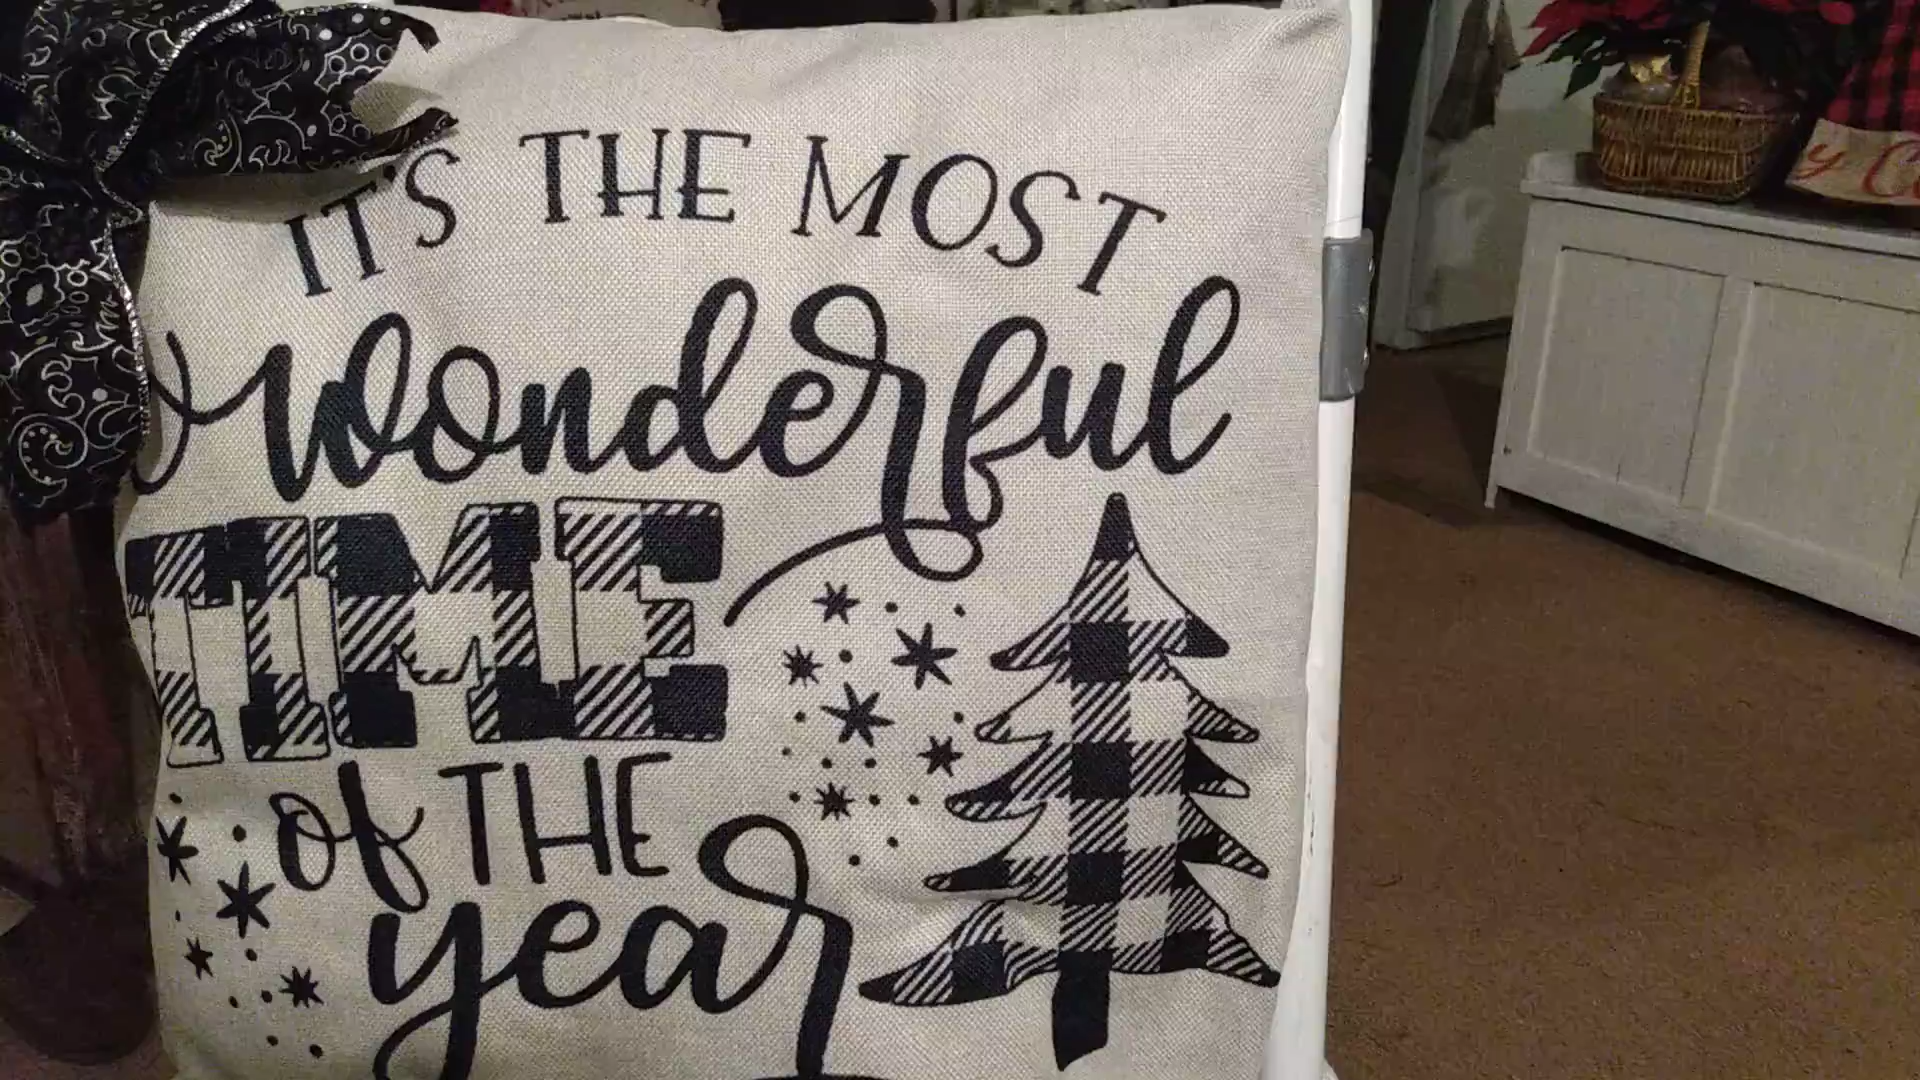 IT'S THE MOST
wonderful
TIME
of THE
year
y C